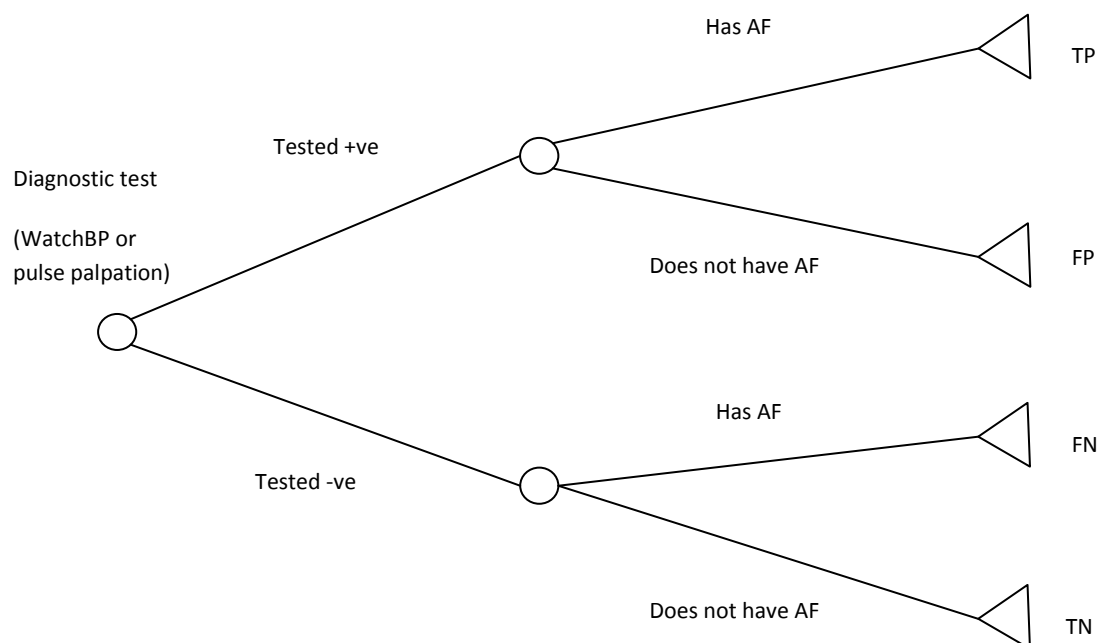 Has AF
TP
Tested +ve
Diagnostic test
(WatchBP or
pulse palpation)
Does not have AF
FP
Has AF
FN
Tested -ve
Does not have AF
TN